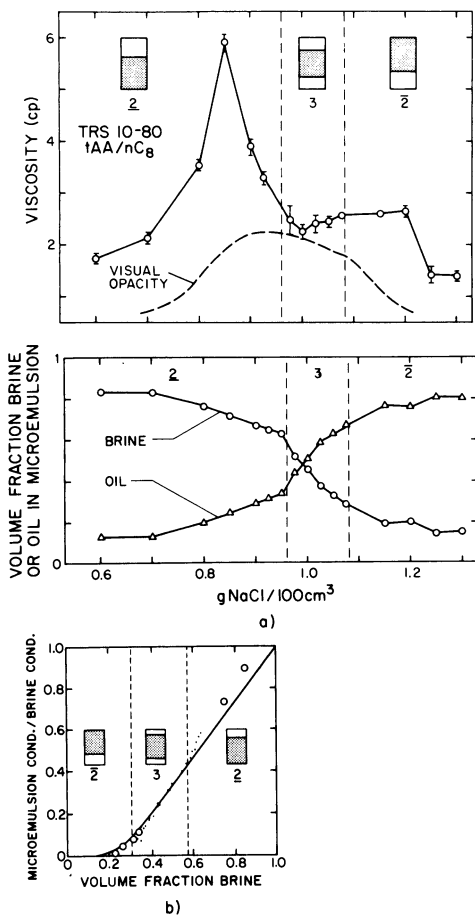 VISCOSITY (cp)
6
4
2
2
3
2̅
TRS 10-80
tAA/nC8
VISUAL
OPACITY
VOLUME FRACTION BRINE
OR OIL IN MICROEMULSION
1
0
2
3
2̅
BRINE
OIL
0.6
0.8
1.0
1.2
gNaCl/100cm³
a)
MICROEMULSION COND./BRINE COND.
1.0
0.8
0.6
0.4
0.2
0
2̅
3
2
0
0.2
0.4
0.6
0.8
1.0
VOLUME FRACTION BRINE
b)